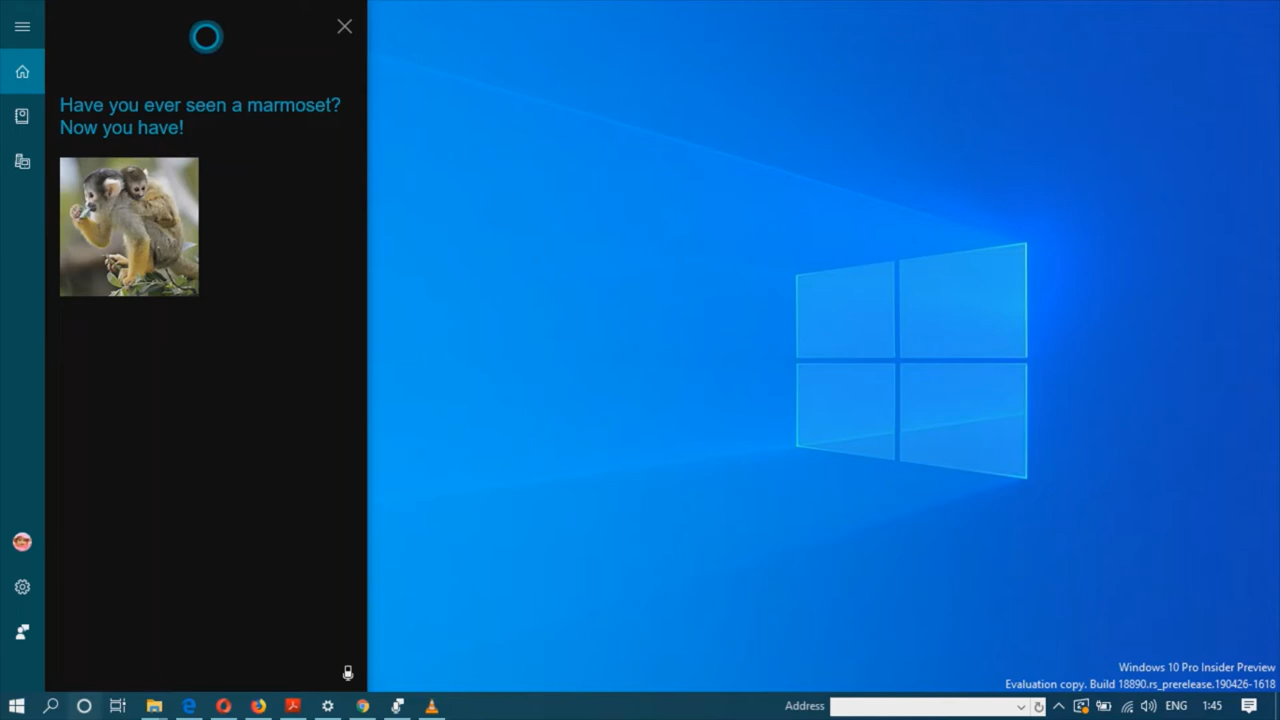 Have you ever seen a marmoset?
Now you have!
Windows 10 Pro Insider Preview
Evaluation copy. Build 18890.rs_prerelease.190426-1618
Address
ENG
1:45